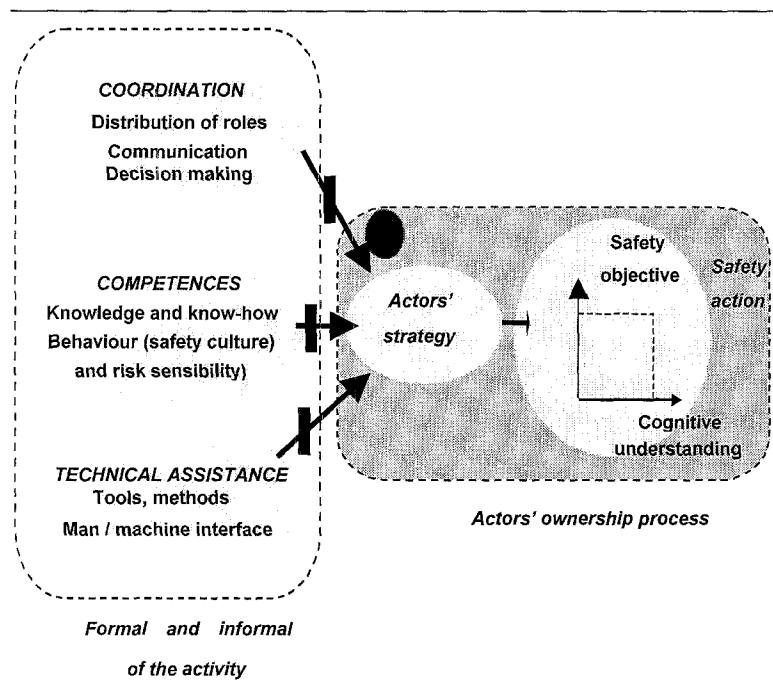 COORDINATION
Distribution of roles
Communication
Decision making
COMPETENCES
Knowledge and know-how
Behaviour (safety culture)
and risk sensibility)
TECHNICAL ASSISTANCE
Tools, methods
Man / machine interface
Formal and informal
of the activity
Actors'
strategy
Safety
objective
Safety
action
Cognitive
understanding
Actors' ownership process